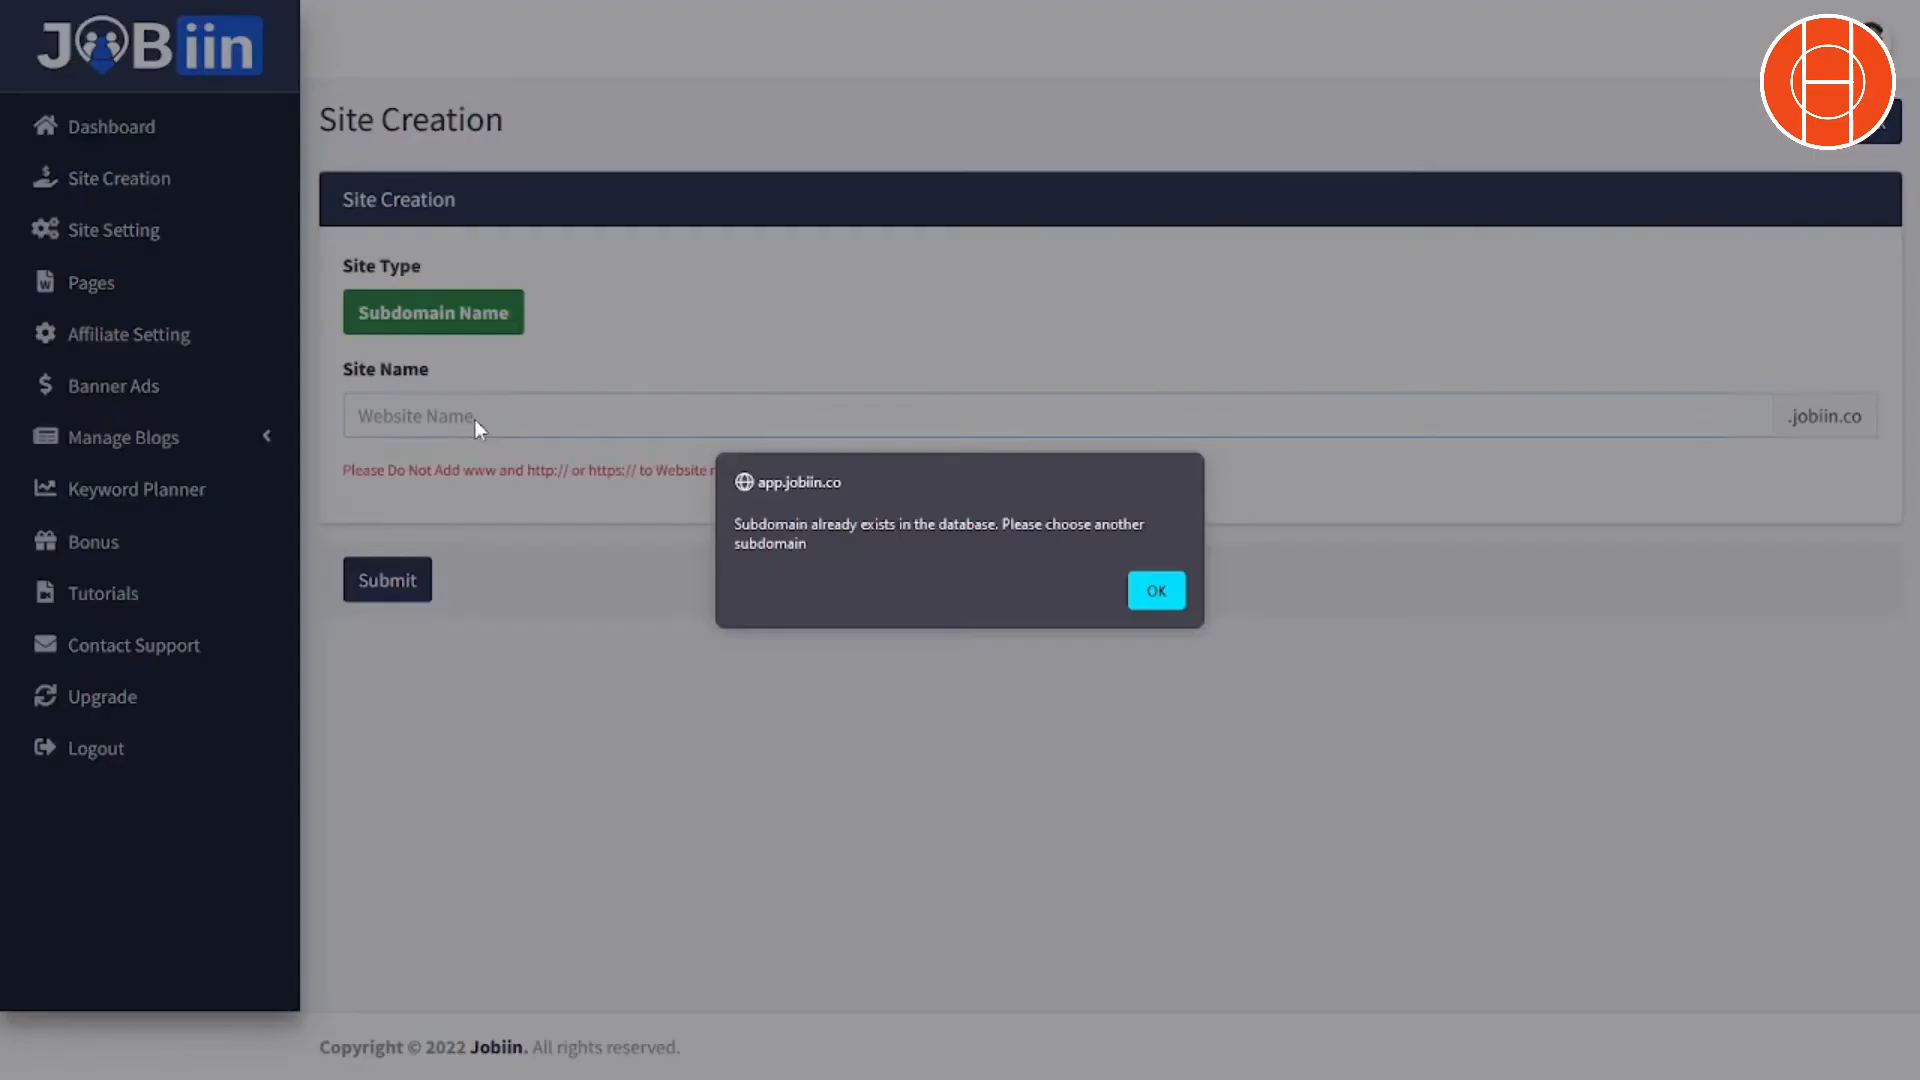 JOBiin
Dashboard
Site Creation
Site Setting
Pages
Affiliate Setting
Banner Ads
Manage Blogs
Keyword Planner
Bonus
Tutorials
Contact Support
Upgrade
Logout
Site Creation
Site Creation
Site Type
Subdomain Name
Site Name
Website Name
.jobiin.co
Please Do Not Add www and http:// or https:// to Website
app.jobiin.co
Subdomain already exists in the database. Please choose another
subdomain
OK
Submit
Copyright © 2022 Jobiin. All rights reserved.